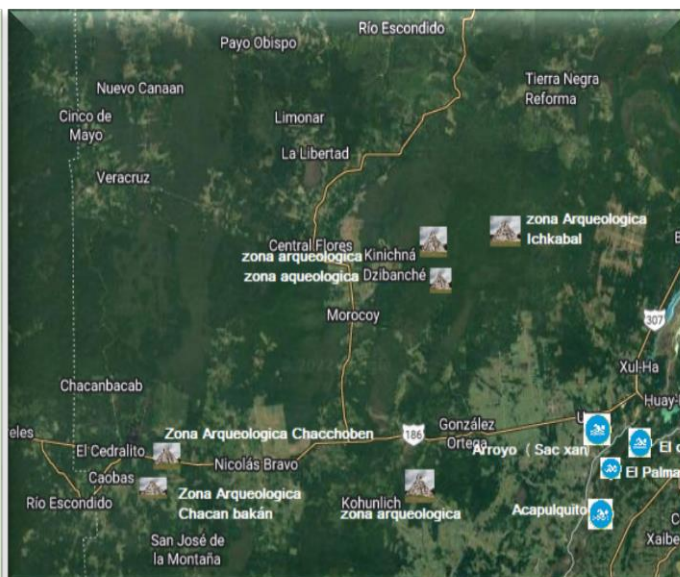 Río Escondido
Payo Obispo
Tierra Negra
Reforma
Nuevo Canaan
Cinco de
Mayo
Limonar
La Libertad
Veracruz
zona Arqueologica
Ichkabal
Central Flores
zona arqueologica Kinichná
zona aqueologica Dzibanché
Morocoy
307
Xul-Ha
Chacanbacab
Huay-
eles
Zona Arqueologica Chacchoben
186
González
Ortega
U
El Cedralito
Nicolás Bravo
Arroyo ( Sac xan
El c
Caobas
Zona Arqueologica
Chacan bakán
El Palma
Río Escondido
Kohunlich
zona arqueologica
Acapulquito
San José de
la Montaña
C
Xaibe